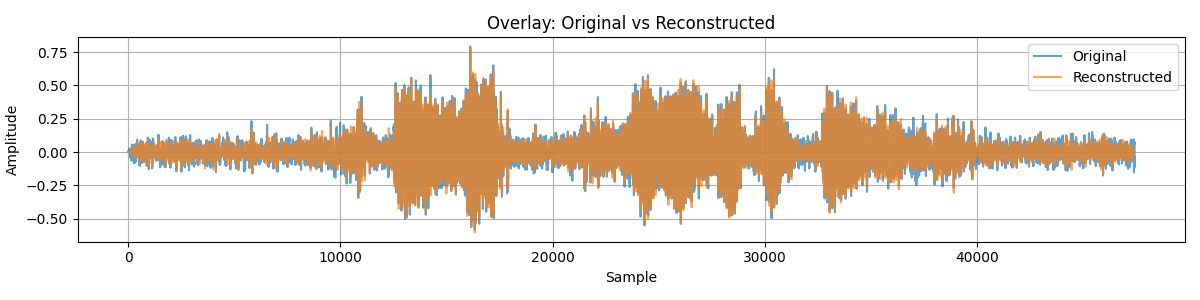 Overlay: Original vs Reconstructed
Original
Reconstructed
Amplitude
0.75
0.50
0.25
0.00
−0.25
−0.50
0 10000 20000 30000 40000
Sample